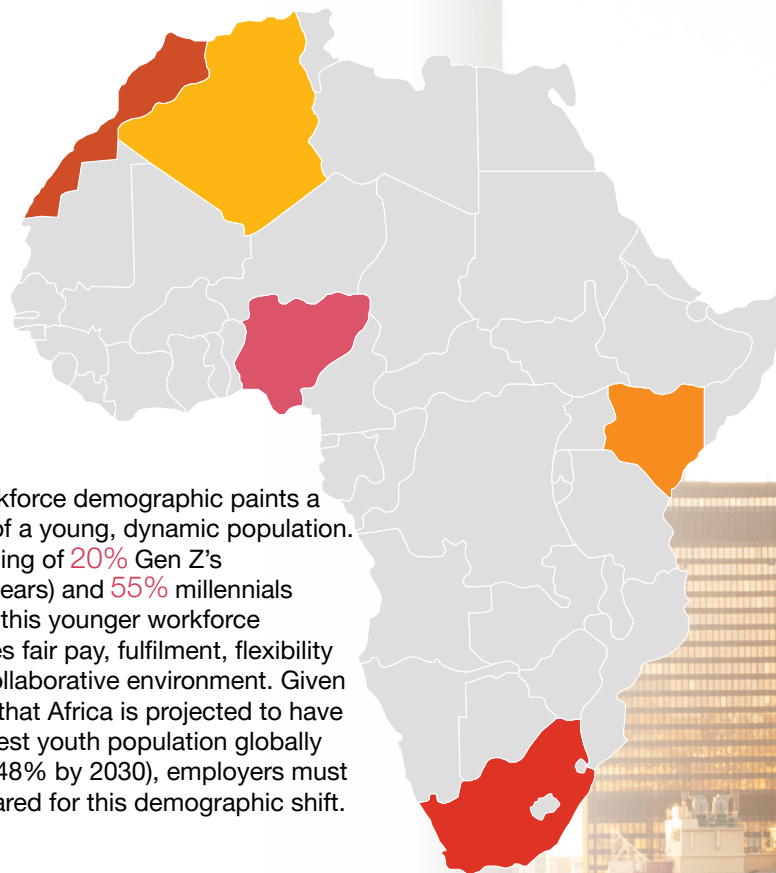 kforce demographic paints a
of a young, dynamic population.
ing of 20% Gen Z's
ears) and 55% millennials
this younger workforce
s fair pay, fulfilment, flexibility
ollaborative environment. Given
that Africa is projected to have
est youth population globally
48% by 2030), employers must
ared for this demographic shift.